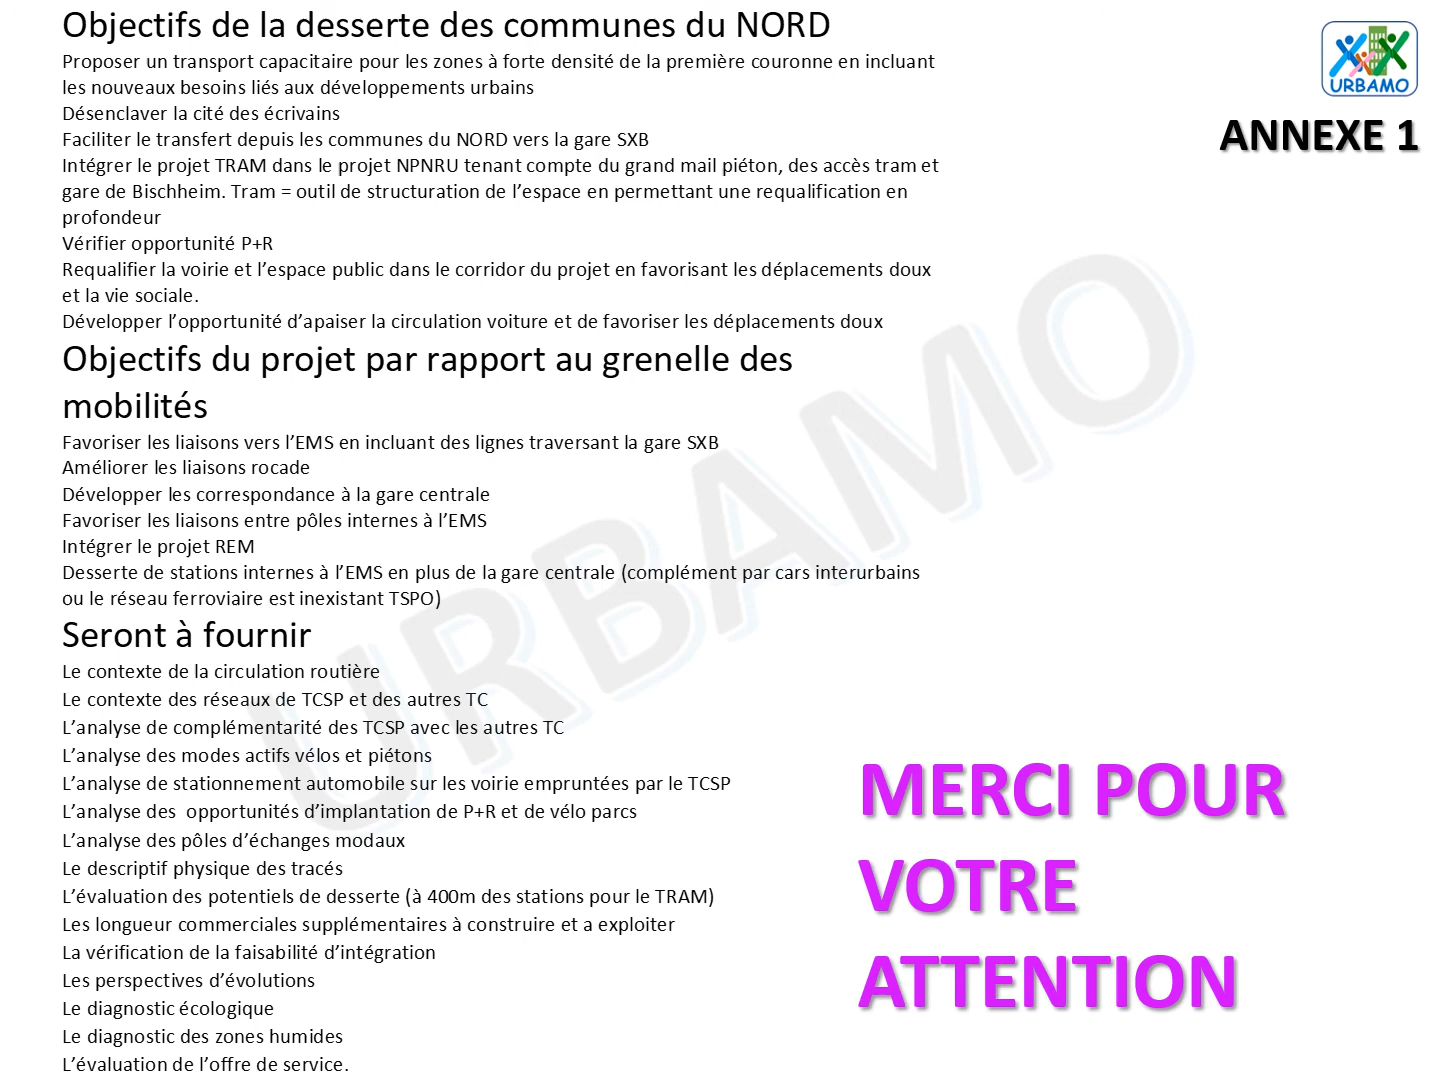 Objectifs de la desserte des communes du NORD
Proposer un transport capacitaire pour les zones à forte densité de la première couronne en incluant
les nouveaux besoins liés aux développements urbains
Désenclaver la cité des écrivains
Faciliter le transfert depuis les communes du NORD vers la gare SXB
Intégrer le projet TRAM dans le projet NPNRU tenant compte du grand mail piéton, des accès tram et
gare de Bischheim. Tram = outil de structuration de l’espace en permettant une requalification en
profondeur
Vérifier opportunité P+R
Requalifier la voirie et l’espace public dans le corridor du projet en favorisant les déplacements doux
et la vie sociale.
Développer l’opportunité d’apaiser la circulation voiture et de favoriser les déplacements doux
Objectifs du projet par rapport au grenelle des
mobilités
Favoriser les liaisons vers l’EMS en incluant des lignes traversant la gare SXB
Améliorer les liaisons rocade
Développer les correspondance à la gare centrale
Favoriser les liaisons entre pôles internes à l’EMS
Intégrer le projet REM
Desserte de stations internes à l’EMS en plus de la gare centrale (complément par cars interurbains
ou le réseau ferroviaire est inexistant TSPO)
Seront à fournir
Le contexte de la circulation routière
Le contexte des réseaux de TCSP et des autres TC
L’analyse de complémentarité des TCSP avec les autres TC
L’analyse des modes actifs vélos et piétons
L’analyse de stationnement automobile sur les voirie empruntées par le TCSP
L’analyse des  opportunités d’implantation de P+R et de vélo parcs
L’analyse des pôles d’échanges modaux
Le descriptif physique des tracés
L’évaluation des potentiels de desserte (à 400m des stations pour le TRAM)
Les longueur commerciales supplémentaires à construire et a exploiter
La vérification de la faisabilité d’intégration
Les perspectives d’évolutions
Le diagnostic écologique
Le diagnostic des zones humides
L’évaluation de l’offre de service.
URBAMO
ANNEXE 1
URBAMO
MERCI POUR
VOTRE
ATTENTION